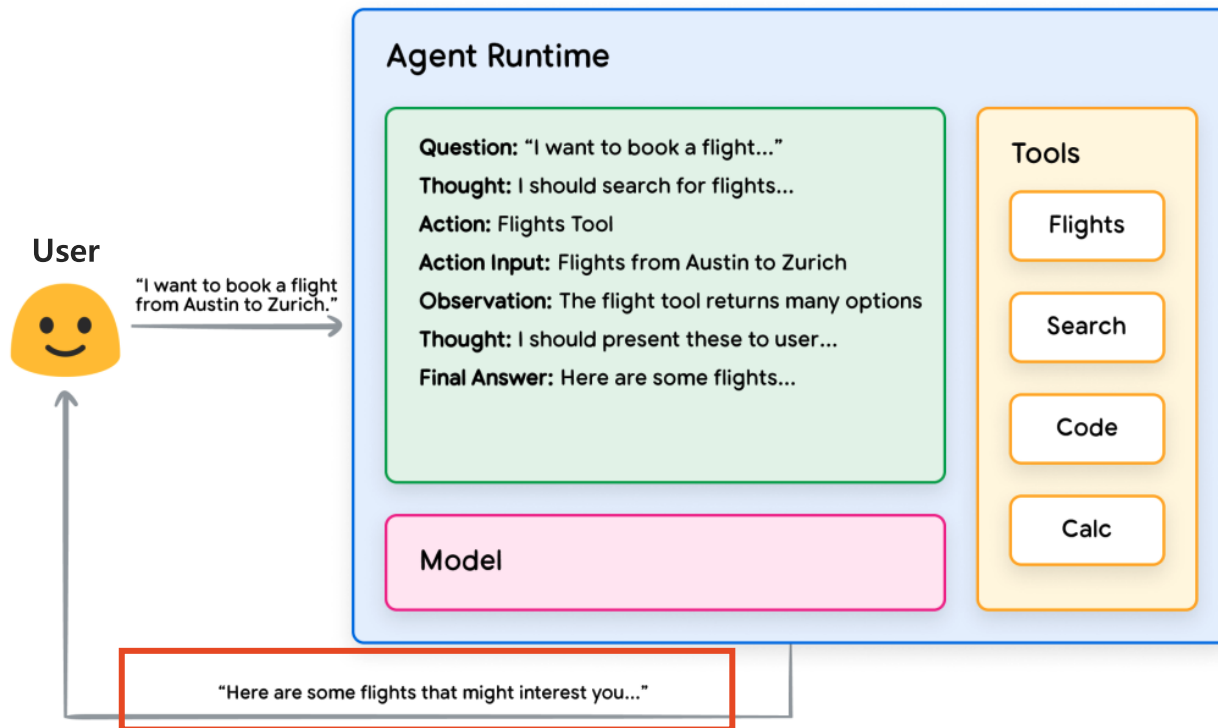 Agent Runtime
Question: “I want to book a flight...”
Thought: I should search for flights...
Action: Flights Tool
Action Input: Flights from Austin to Zurich
Observation: The flight tool returns many options
Thought: I should present these to user...
Final Answer: Here are some flights...
Tools
Flights
Search
Code
Calc
User
“I want to book a flight
from Austin to Zurich.”
Model
“Here are some flights that might interest you...”